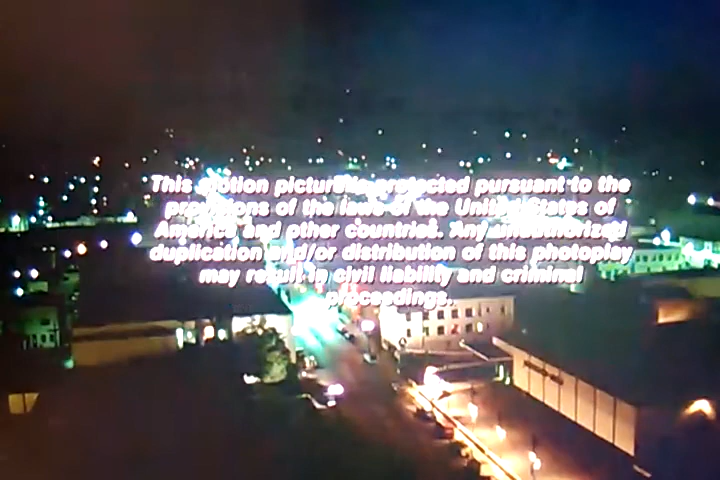 This motion picture is protected pursuant to the
provisions of the laws of the United States of
America and other countries. Any unauthorized
duplication and/or distribution of this photoplay
may result in civil liability and criminal
proceedings.